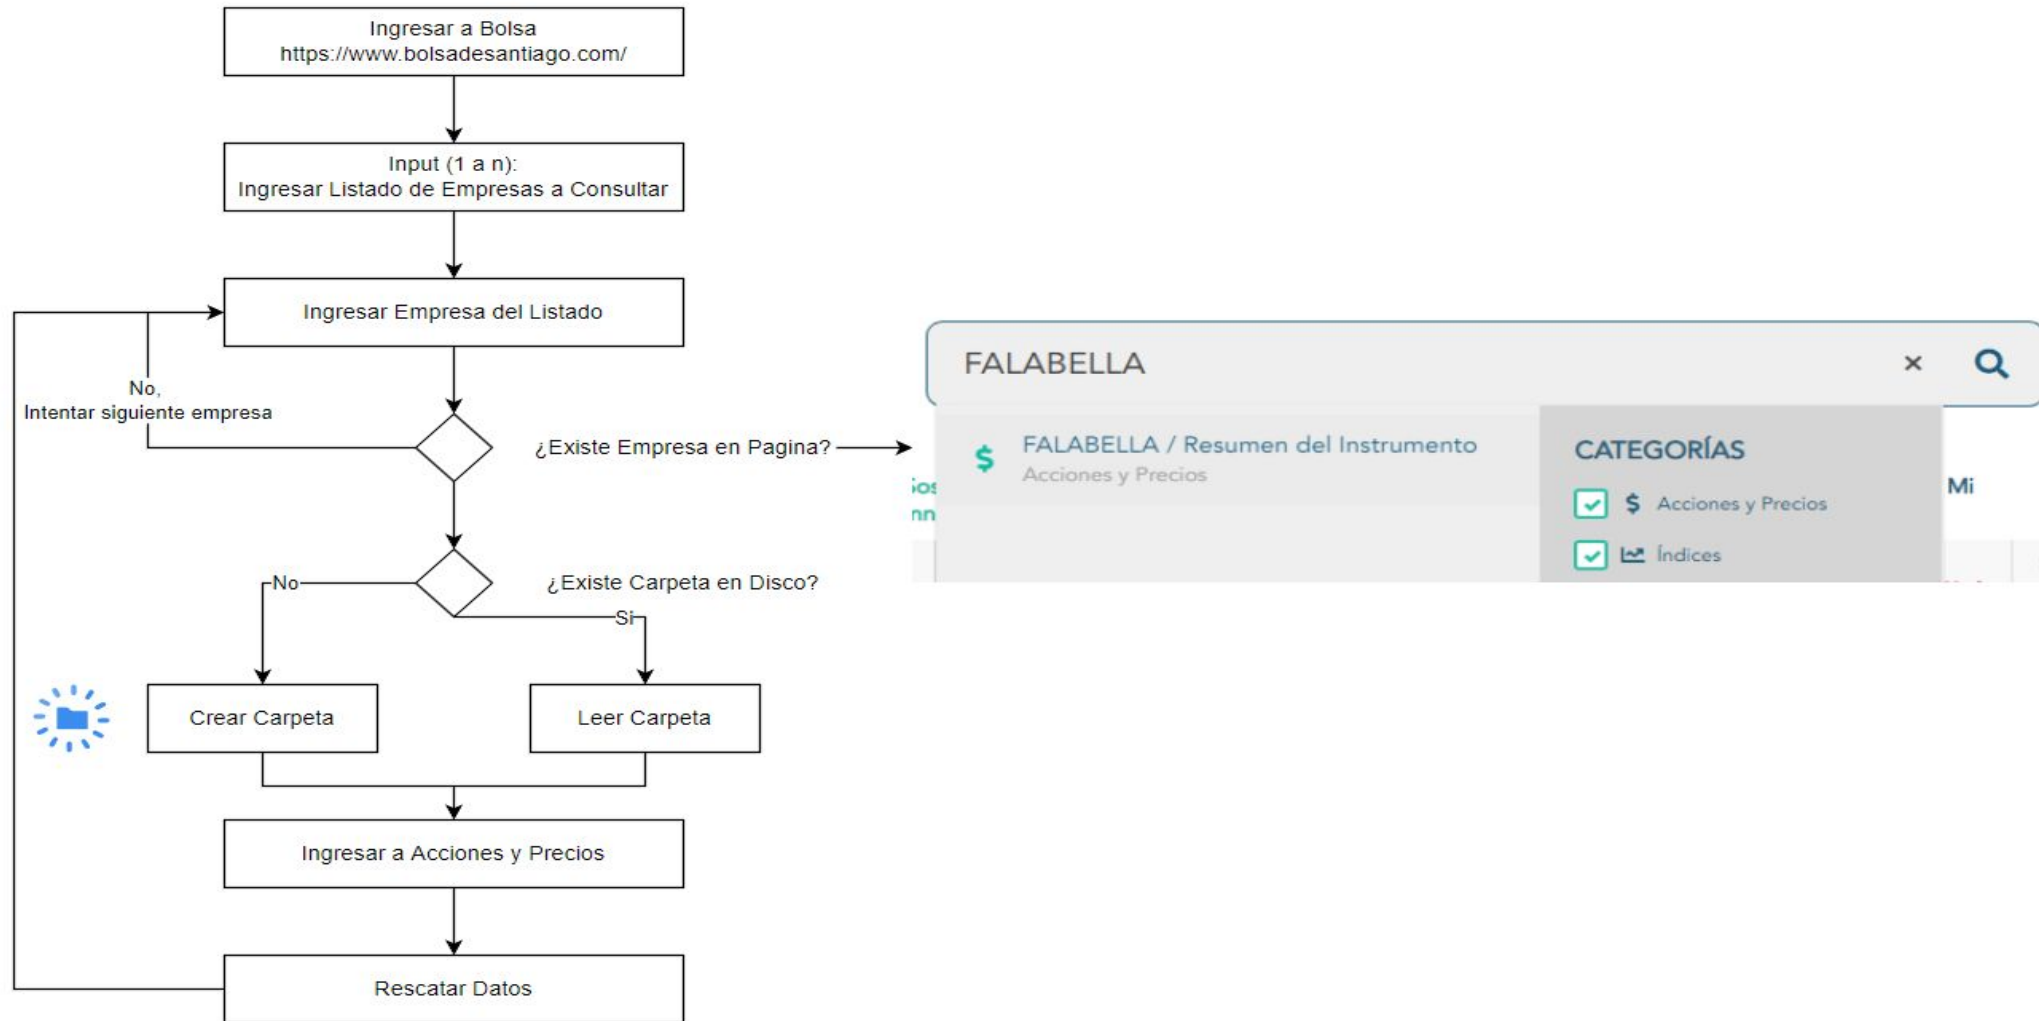 Ingresar a Bolsa
https://www.bolsadesantiago.com/
Input (1 a n):
Ingresar Listado de Empresas a Consultar
Ingresar Empresa del Listado
No,
Intentar siguiente empresa
¿Existe Empresa en Pagina?
FALABELLA
FALABELLA / Resumen del Instrumento
Acciones y Precios
CATEGORÍAS
$ Acciones y Precios
Índices
Mi
¿Existe Carpeta en Disco?
No
Si
Crear Carpeta
Leer Carpeta
Ingresar a Acciones y Precios
Rescatar Datos